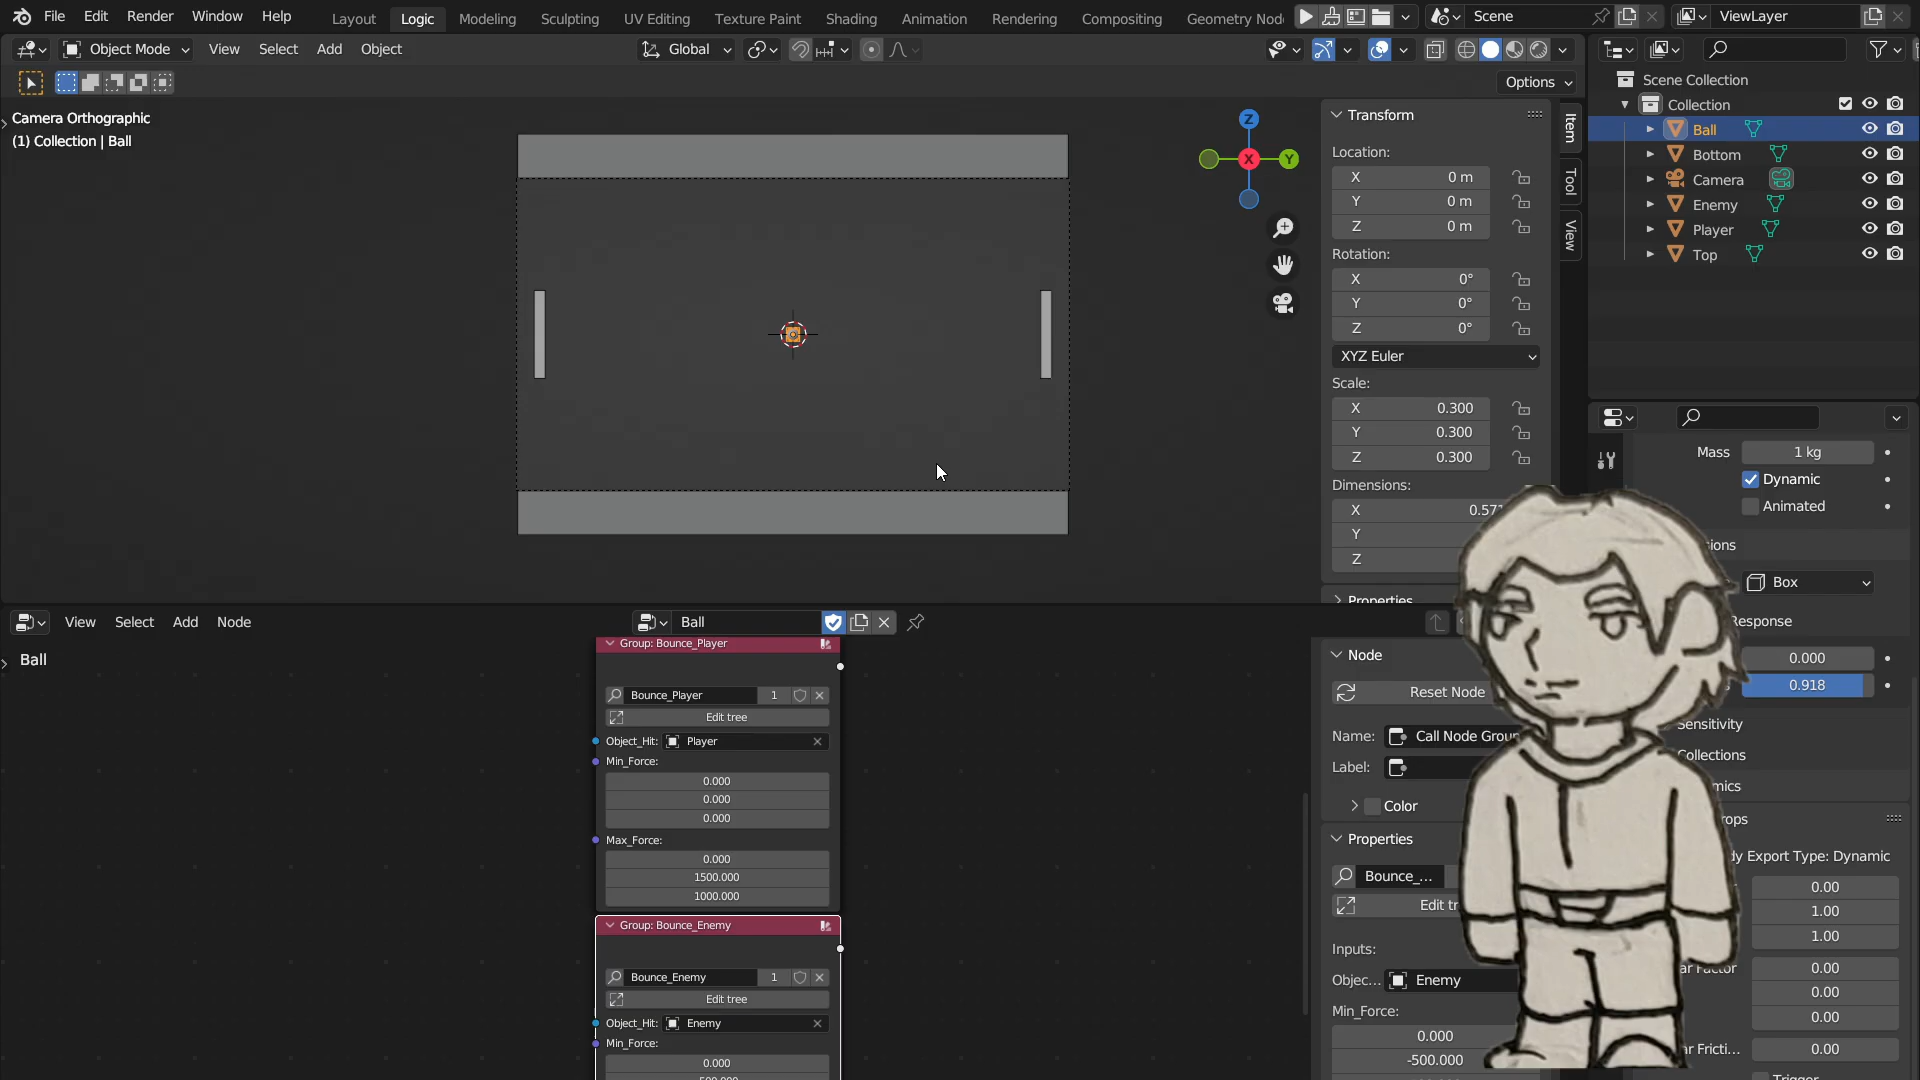 File Edit Render Window Help Layout Logic Modeling Sculpting UV Editing Texture Paint Shading Animation Rendering Compositing Geometry Node Scene ViewLayer
Object Mode View Select Add Object Global
Options
Camera Orthographic
(1) Collection | Ball
Z
Y
X
Transform
Location:
X 0 m
Y 0 m
Z 0 m
Rotation:
X 0°
Y 0°
Z 0°
XYZ Euler
Scale:
X 0.300
Y 0.300
Z 0.300
Dimensions:
X 0.571
Y
Z
Properties
Item
Tool
View
Scene Collection
Collection
Ball
Bottom
Camera
Enemy
Player
Top
Mass 1 kg
Dynamic
Animated
Box
Response
0.000
0.918
Sensitivity
Collections
y Export Type: Dynamic
0.00
1.00
1.00
ar Factor 0.00
0.00
0.00
ar Fricti... 0.00
Trigger
View Select Add Node Ball
Ball
Group: Bounce_Player
Bounce_Player 1
Edit tree
Object_Hit: Player
Min_Force:
0.000
0.000
0.000
Max_Force:
0.000
1500.000
1000.000
Group: Bounce_Enemy
Bounce_Enemy 1
Edit tree
Object_Hit: Enemy
Min_Force:
0.000
Node
Reset Node
Name: Call Node Group
Label:
Color
Properties
Bounce_...
Edit tr
Inputs:
Objec... Enemy
Min_Force:
0.000
-500.000